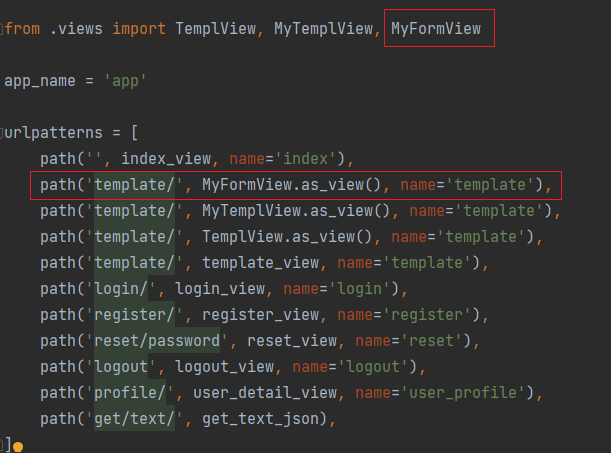 from .views import TemplView, MyTemplView, MyFormView
app_name = 'app'
urlpatterns = [
path('', index_view, name='index'),
path('template/', MyFormView.as_view(), name='template'),
path('template/', MyTemplView.as_view(), name='template'),
path('template/', TemplView.as_view(), name='template'),
path('template/', template_view, name='template'),
path('login/', login_view, name='login'),
path('register/', register_view, name='register'),
path('reset/password', reset_view, name='reset'),
path('logout', logout_view, name='logout'),
path('profile/', user_detail_view, name='user_profile'),
path('get/text/', get_text_json),
]